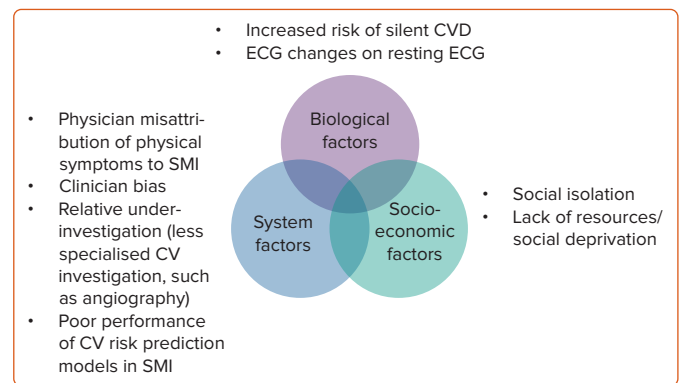 • Increased risk of silent CVD
• ECG changes on resting ECG
Biological
factors
• Physician misattri-
bution of physical
symptoms to SMI
• Clinician bias
• Relative under-
investigation (less
specialised CV
investigation, such
as angiography)
• Poor performance
of CV risk prediction
models in SMI
System
factors
Socio-
economic
factors
• Social isolation
• Lack of resources/
social deprivation